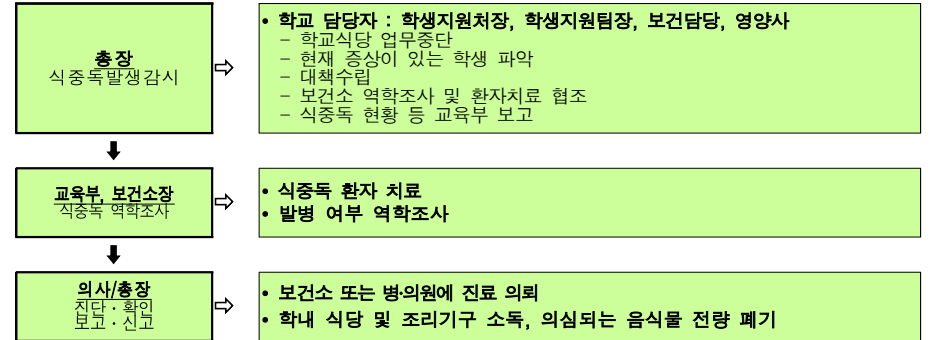 총장
식중독발생감시
• 학교 담당자 : 학생지원처장, 학생지원팀장, 보건담당, 영양사
– 학교식당 업무중단
– 현재 증상이 있는 학생 파악
– 대책수립
– 보건소 역학조사 및 환자치료 협조
– 식중독 현황 등 교육부 보고
교육부, 보건소장
식중독 역학조사
• 식중독 환자 치료
• 발병 여부 역학조사
의사/총장
진단 · 확인
보고 · 신고
• 보건소 또는 병·의원에 진료 의뢰
• 학내 식당 및 조리기구 소독, 의심되는 음식물 전량 폐기